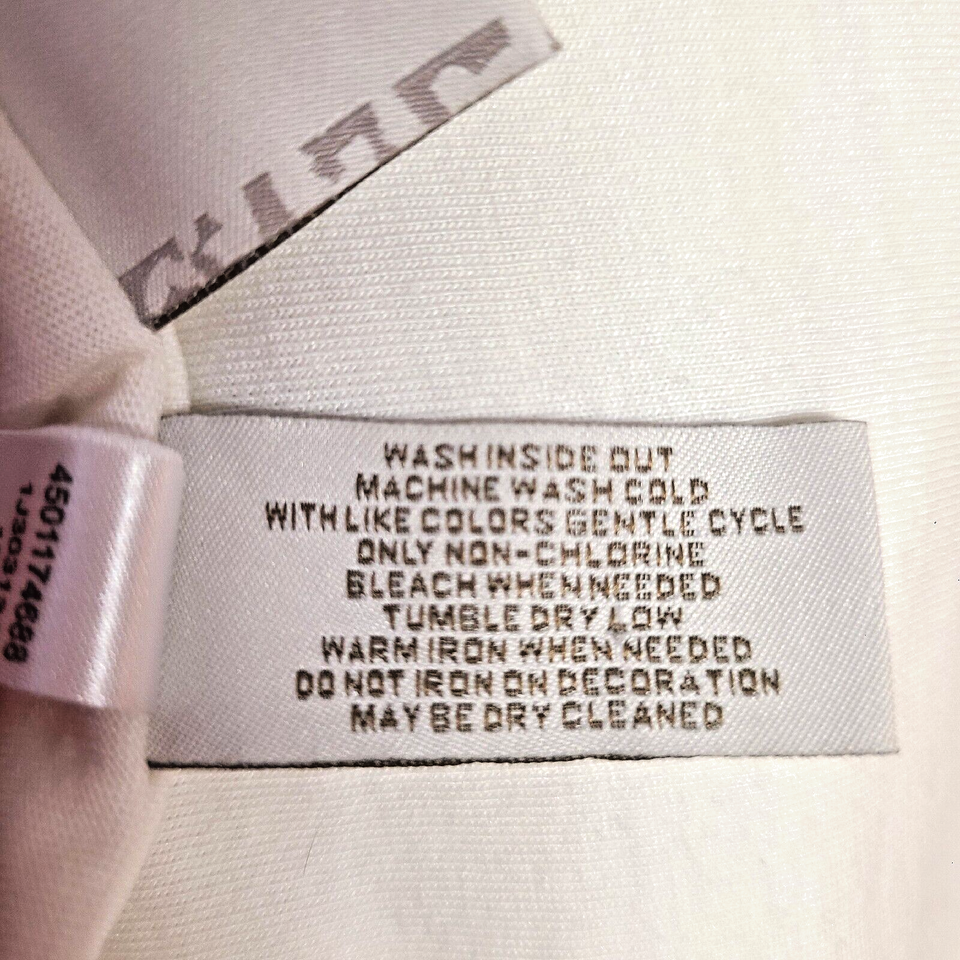 WASH INSIDE OUT
MACHINE WASH COLD
WITH LIKE COLORS GENTLE CYCLE
ONLY NON-CHLORINE
BLEACH WHEN NEEDED
TUMBLE DRY LOW
WARM IRON WHEN NEEDED
DO NOT IRON ON DECORATION
MAY BE DRY CLEANED
4501174688